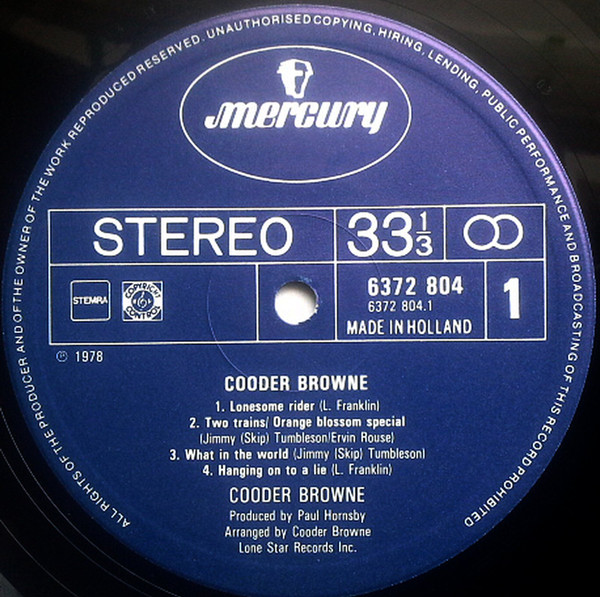 ALL RIGHTS OF THE PRODUCER AND OF THE OWNER OF THE WORK REPRODUCED RESERVED. UNAUTHORISED COPYING, HIRING, LENDING, PUBLIC PERFORMANCE AND BROADCASTING OF THIS RECORD PROHIBITED
mercury
STEREO 33 1/3
STEMRA COPYRIGHT CONTROL 6372 804 1
6372 804.1
MADE IN HOLLAND
℗ 1978
COODER BROWNE
1. Lonesome rider (L. Franklin)
2. Two trains/ Orange blossom special
(Jimmy (Skip) Tumbleson/Ervin Rouse)
3. What in the world (Jimmy (Skip) Tumbleson)
4. Hanging on to a lie (L. Franklin)
COODER BROWNE
Produced by Paul Hornsby
Arranged by Cooder Browne
Lone Star Records Inc.